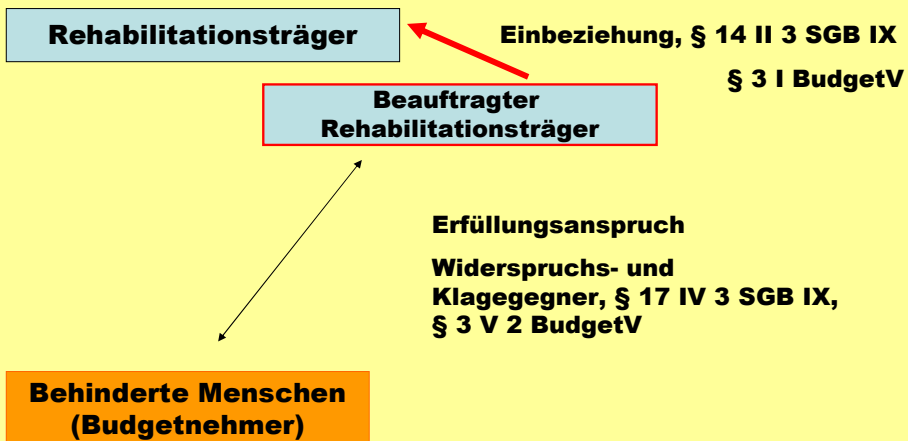 Rehabilitationsträger
Einbeziehung, § 14 II 3 SGB IX
§ 3 I BudgetV
Beauftragter
Rehabilitationsträger
Erfüllungsanspruch
Widerspruchs- und
Klagegegner, § 17 IV 3 SGB IX,
§ 3 V 2 BudgetV
Behinderte Menschen
(Budgetnehmer)